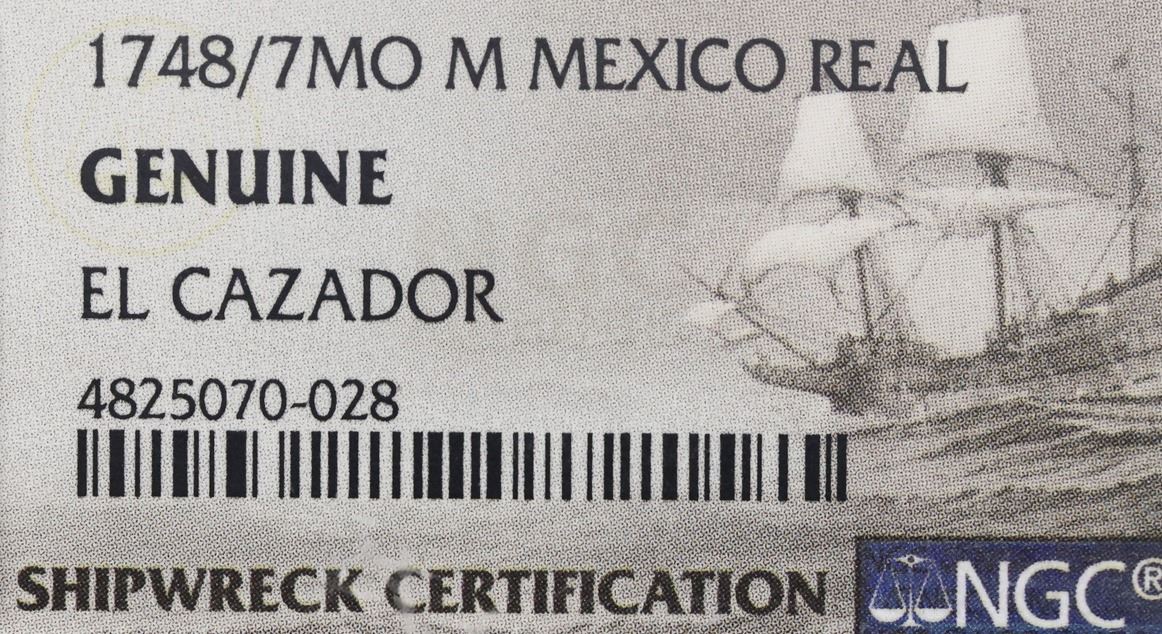 1748/7MO M MEXICO REAL
GENUINE
EL CAZADOR
4825070-028
SHIPWRECK CERTIFICATION NGC®